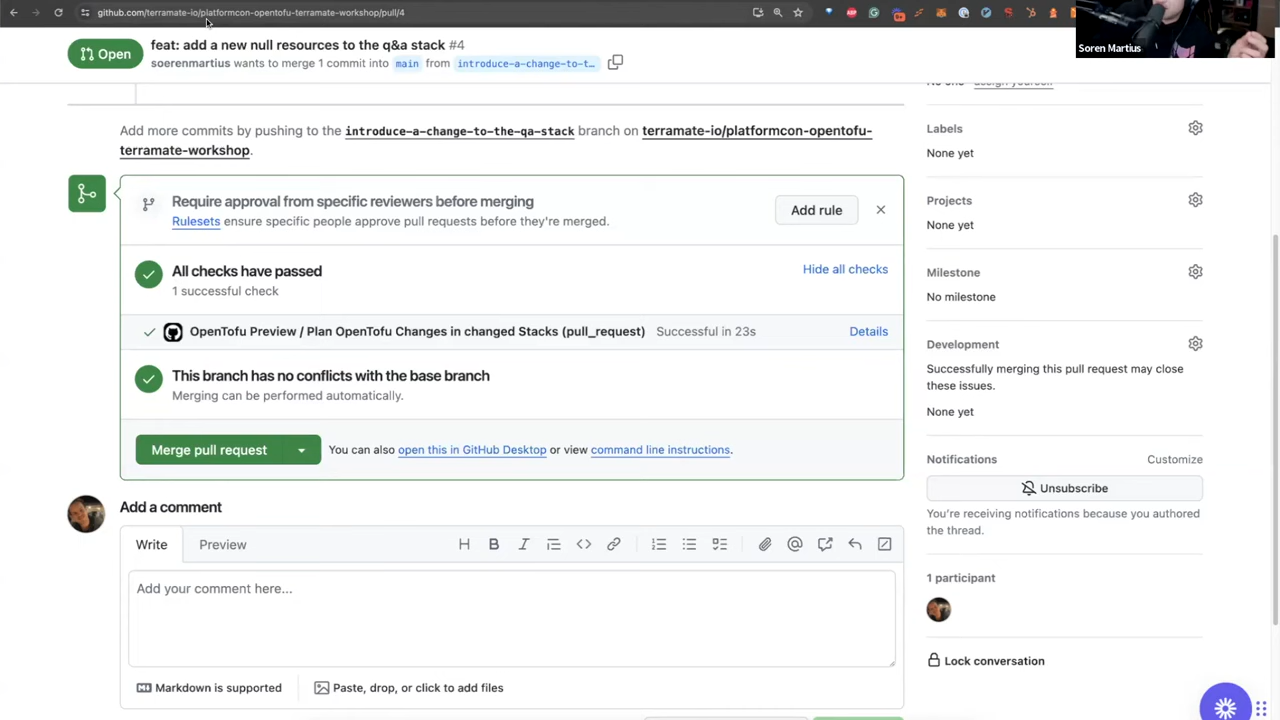 github.com/terramate-io/platformcon-opentofu-terramate-workshop/pull/4
Soren Martius
Open
feat: add a new null resources to the q&a stack #4
soerenmartius wants to merge 1 commit into main from introduce-a-change-to-t…
Add more commits by pushing to the introduce-a-change-to-the-qa-stack branch on terramate-io/platformcon-opentofu-
terramate-workshop.
Require approval from specific reviewers before merging
Rulesets ensure specific people approve pull requests before they're merged.
Add rule
All checks have passed
1 successful check
Hide all checks
OpenTofu Preview / Plan OpenTofu Changes in changed Stacks (pull_request) Successful in 23s
Details
This branch has no conflicts with the base branch
Merging can be performed automatically.
Merge pull request
You can also open this in GitHub Desktop or view command line instructions.
Add a comment
Write
Preview
Add your comment here...
Markdown is supported
Paste, drop, or click to add files
Labels
None yet
Projects
None yet
Milestone
No milestone
Development
Successfully merging this pull request may close
these issues.
None yet
Notifications
Customize
Unsubscribe
You're receiving notifications because you authored
the thread.
1 participant
Lock conversation